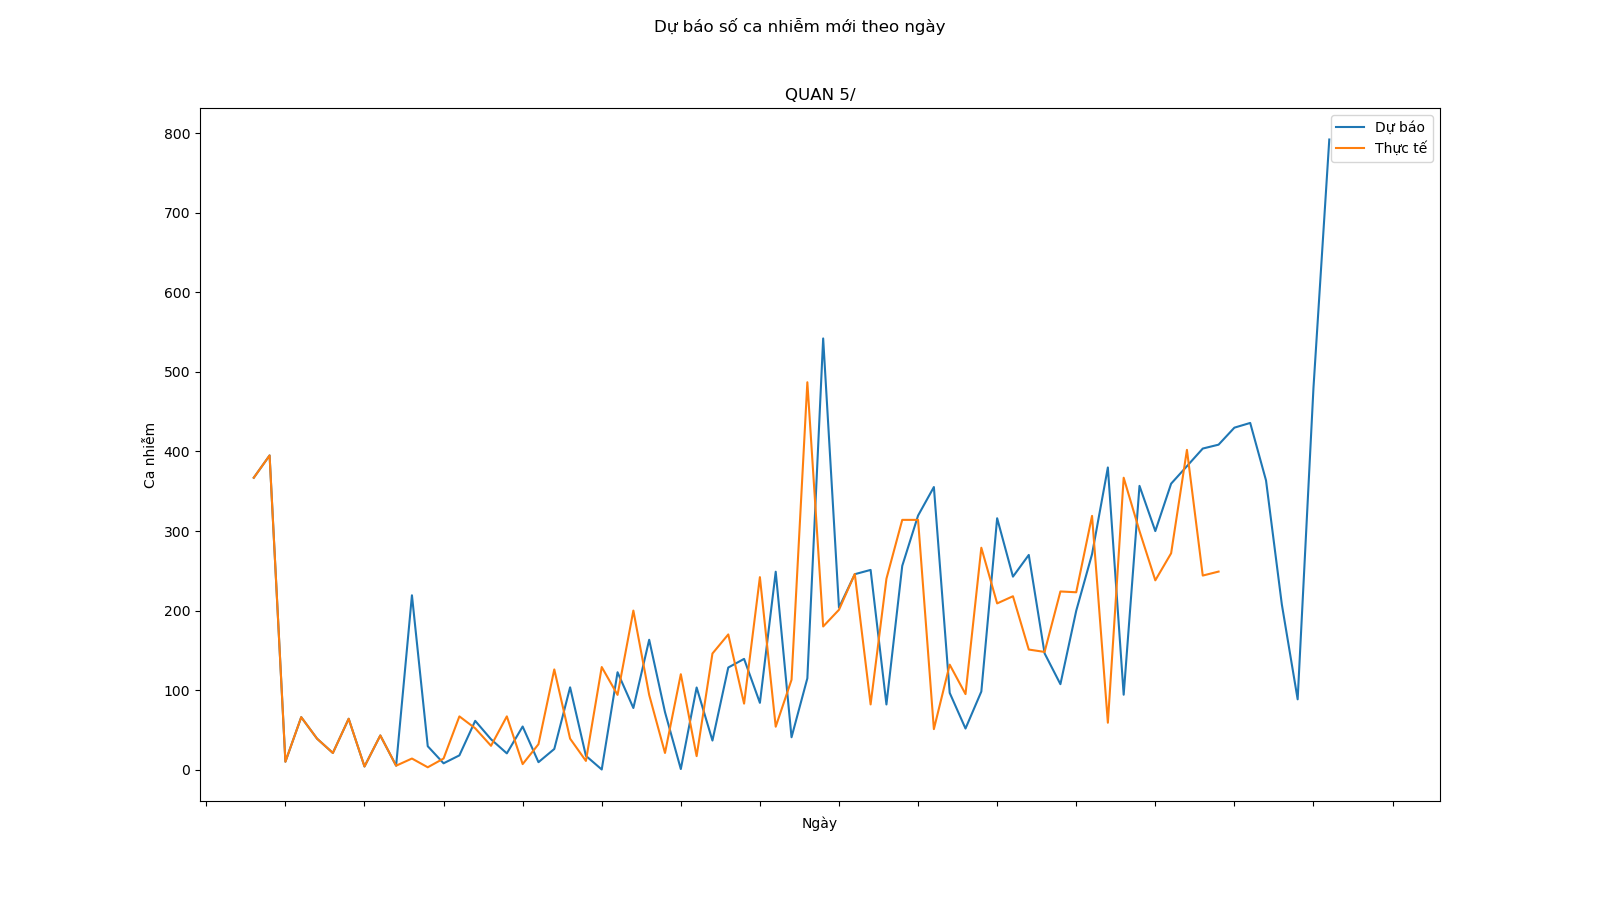 Dự báo số ca nhiễm mới theo ngày
QUAN 5/
Dự báo
Thực tế
800
700
600
500
400
300
200
100
0
Ca nhiễm
Ngày